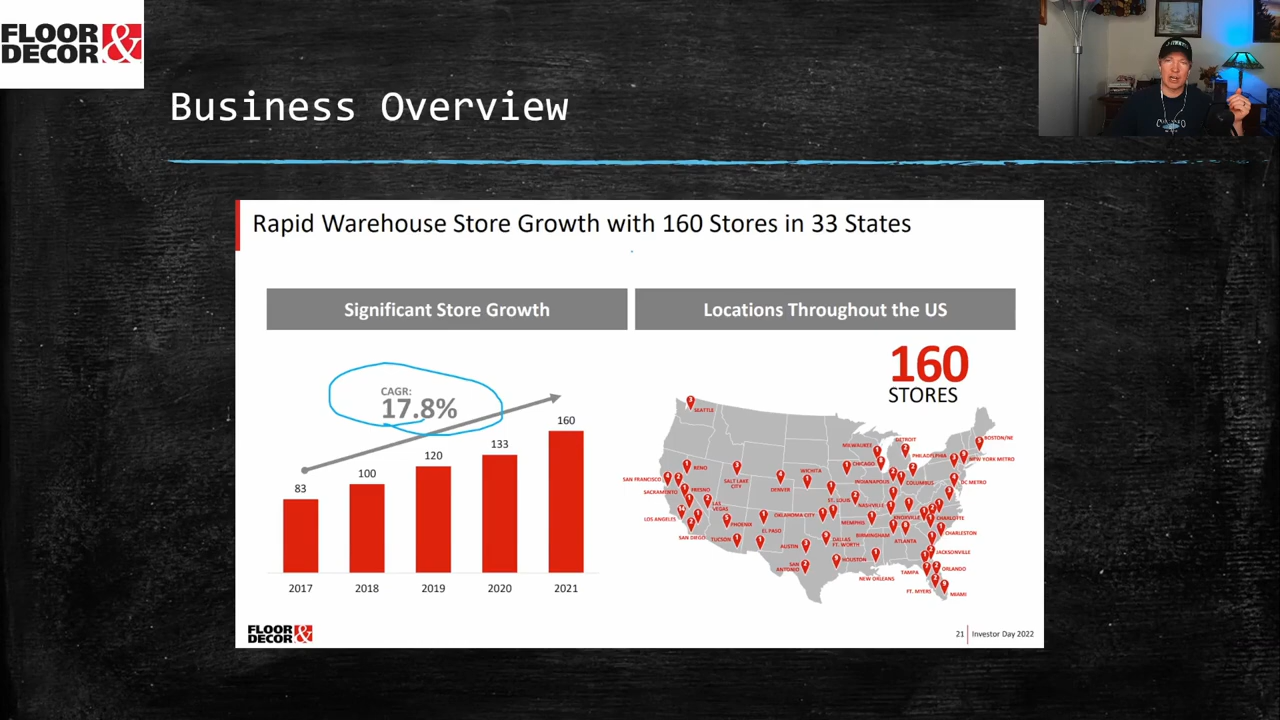 FLOOR &
DECOR
Business Overview
Rapid Warehouse Store Growth with 160 Stores in 33 States
Significant Store Growth
Locations Throughout the US
160
STORES
CAGR:
17.8%
83
100
120
133
160
2017
2018
2019
2020
2021
SEATTLE
RENO
SAN FRANCISCO
SACRAMENTO
FRESNO
LAS VEGAS
LOS ANGELES
SAN DIEGO
SALT LAKE CITY
PHOENIX
TUCSON
EL PASO
DENVER
WICHITA
OKLAHOMA CITY
AUSTIN
SAN ANTONIO
DALLAS
FT. WORTH
HOUSTON
NEW ORLEANS
MILWAUKEE
CHICAGO
DETROIT
INDIANAPOLIS
COLUMBUS
PHILADELPHIA
BOSTON/NE
NEW YORK METRO
DC METRO
ST. LOUIS
NASHVILLE
KNOXVILLE
CHARLOTTE
MEMPHIS
BIRMINGHAM
ATLANTA
CHARLESTON
JACKSONVILLE
TAMPA
ORLANDO
FT. MYERS
MIAMI
FLOOR &
DECOR
21 | Investor Day 2022